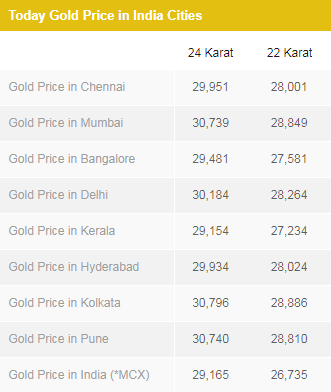 Today Gold Price in India Cities
24 Karat 22 Karat
Gold Price in Chennai 29,951 28,001
Gold Price in Mumbai 30,739 28,849
Gold Price in Bangalore 29,481 27,581
Gold Price in Delhi 30,184 28,264
Gold Price in Kerala 29,154 27,234
Gold Price in Hyderabad 29,934 28,024
Gold Price in Kolkata 30,796 28,886
Gold Price in Pune 30,740 28,810
Gold Price in India (*MCX) 29,165 26,735